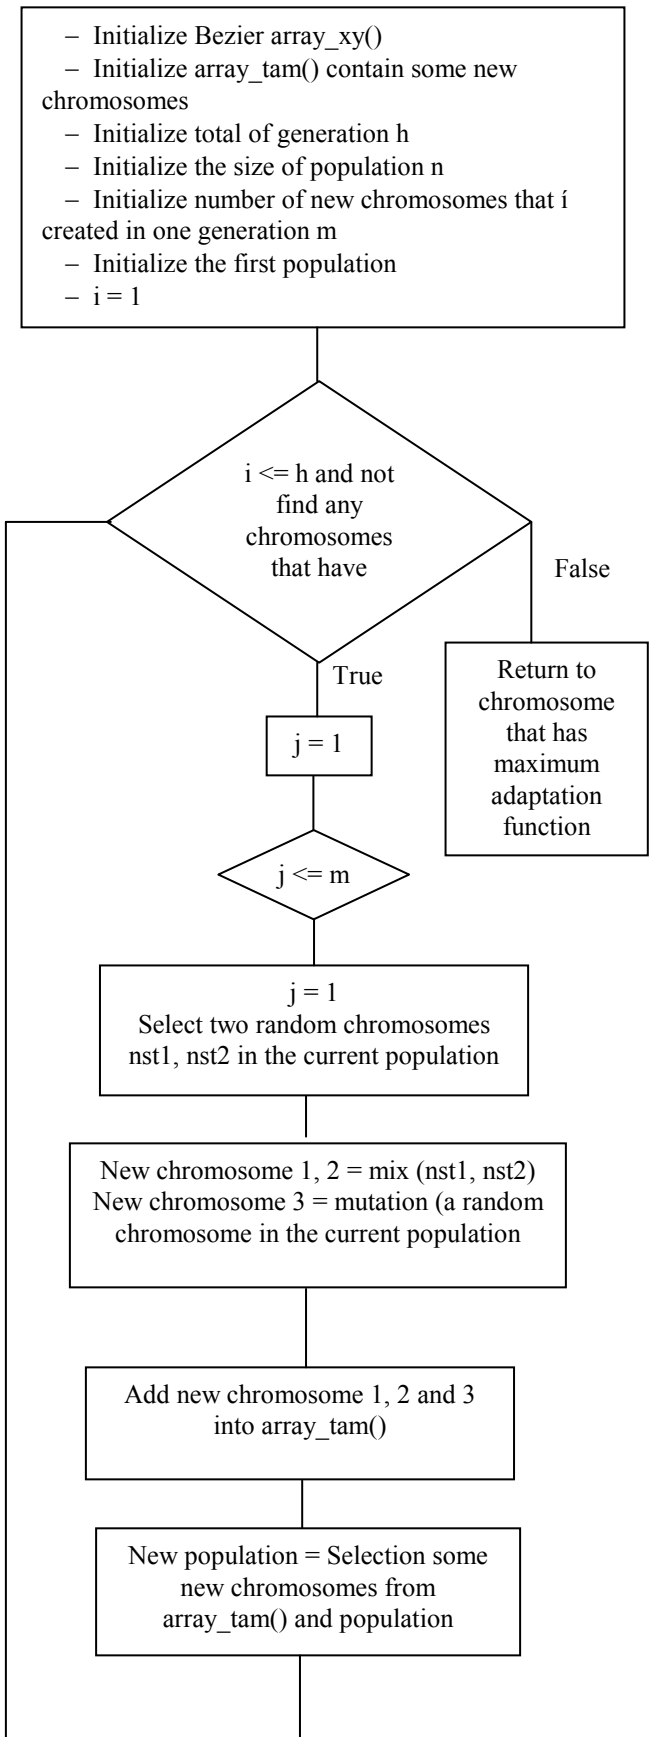 – Initialize Bezier array_xy()
– Initialize array_tam() contain some new
chromosomes
– Initialize total of generation h
– Initialize the size of population n
– Initialize number of new chromosomes that í
created in one generation m
– Initialize the first population
– i = 1
i <= h and not
find any
chromosomes
that have
False
True
Return to
chromosome
that has
maximum
adaptation
function
j = 1
j <= m
j = 1
Select two random chromosomes
nst1, nst2 in the current population
New chromosome 1, 2 = mix (nst1, nst2)
New chromosome 3 = mutation (a random
chromosome in the current population
Add new chromosome 1, 2 and 3
into array_tam()
New population = Selection some
new chromosomes from
array_tam() and population